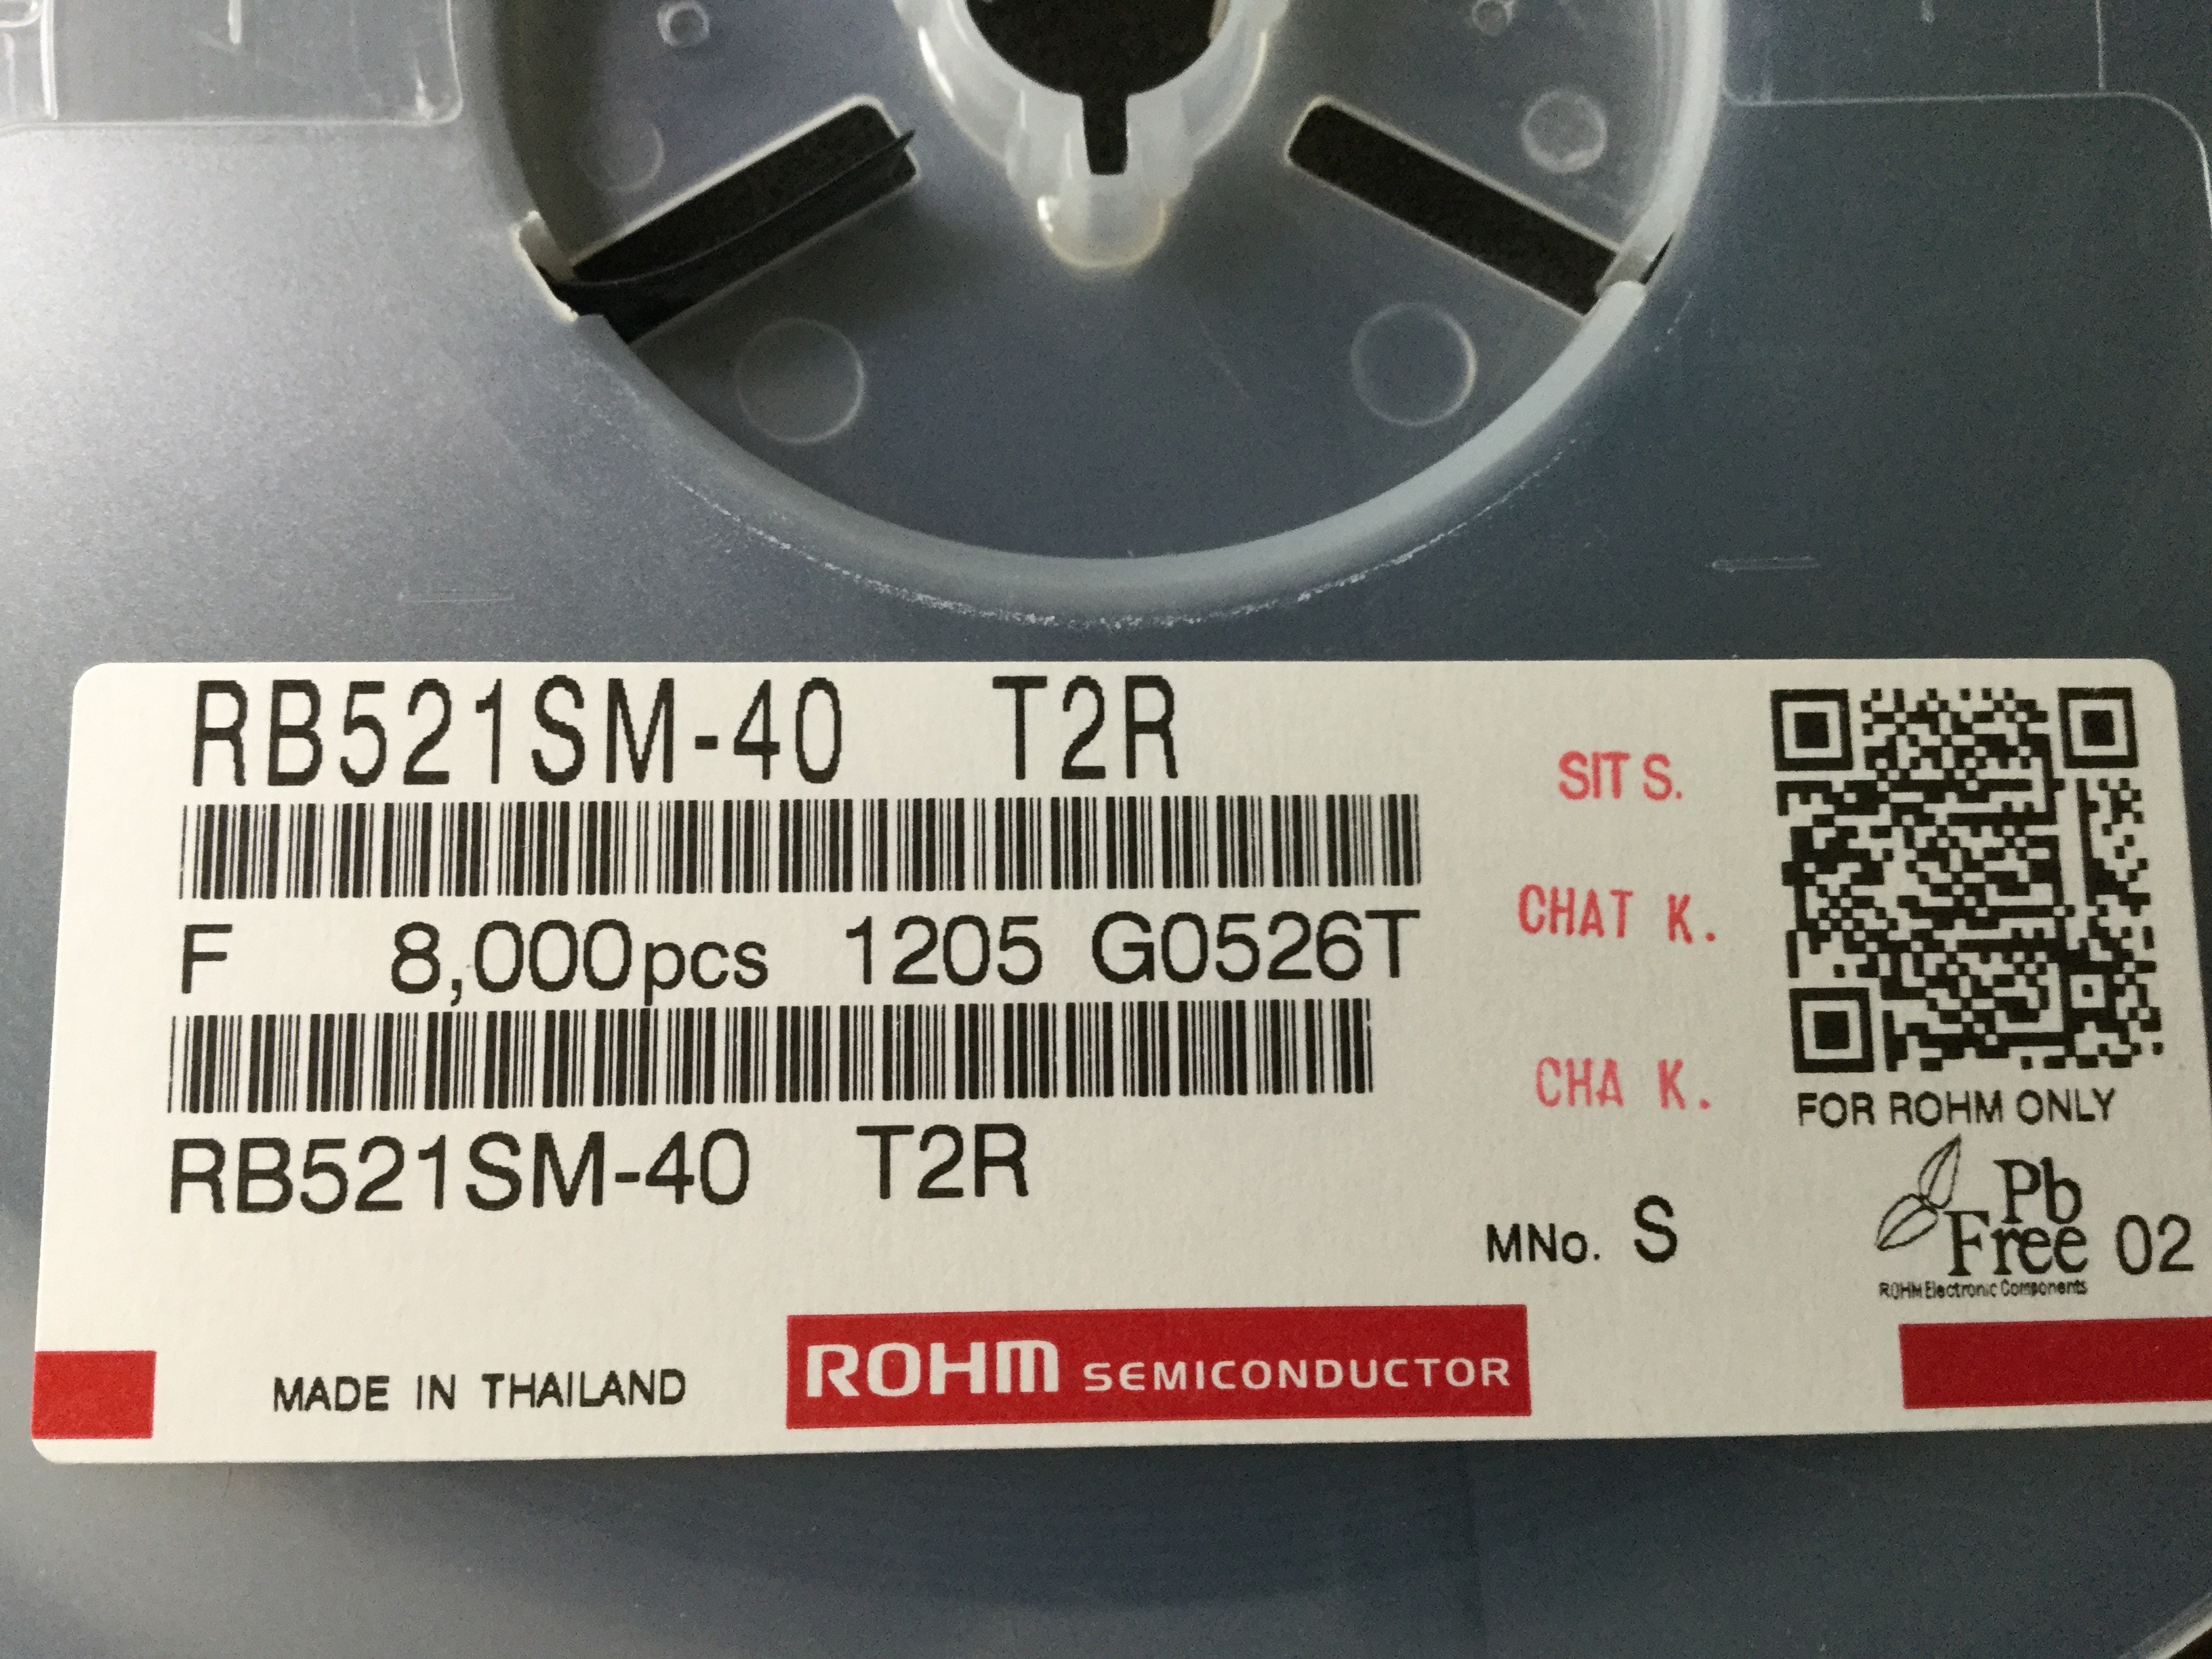 RB521SM-40 T2R
SIT S.
F 8,000pcs 1205 G0526T
CHAT K.
CHA K.
FOR ROHM ONLY
RB521SM-40 T2R
MNo. S
Pb
Free 02
ROHM Electronic Components
MADE IN THAILAND
ROHM SEMICONDUCTOR